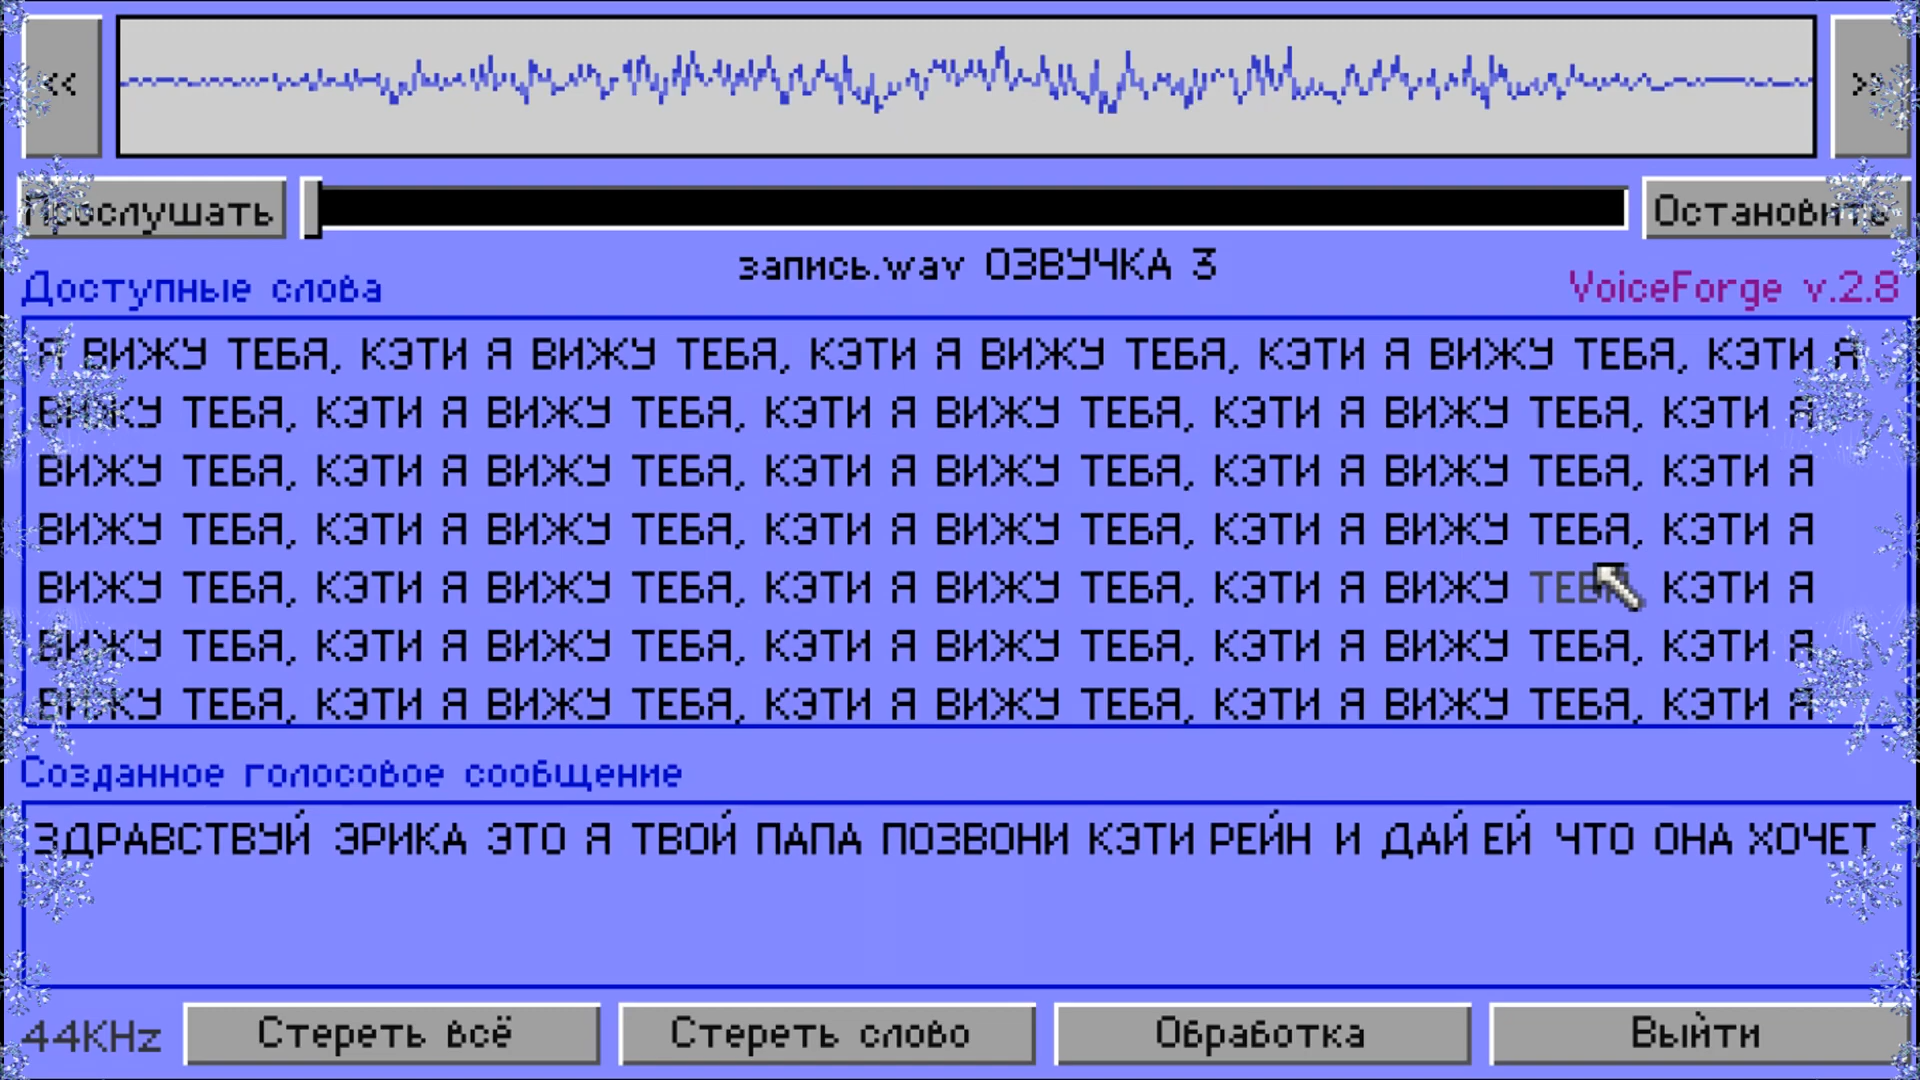 << >>
Прослушать Остановить
запись.wav ОЗВУЧКА 3
Доступные слова VoiceForge v.2.8
Я ВИЖУ ТЕБЯ, КЭТИ Я ВИЖУ ТЕБЯ, КЭТИ Я ВИЖУ ТЕБЯ, КЭТИ Я ВИЖУ ТЕБЯ, КЭТИ Я
ВИЖУ ТЕБЯ, КЭТИ Я ВИЖУ ТЕБЯ, КЭТИ Я ВИЖУ ТЕБЯ, КЭТИ Я ВИЖУ ТЕБЯ, КЭТИ Я
ВИЖУ ТЕБЯ, КЭТИ Я ВИЖУ ТЕБЯ, КЭТИ Я ВИЖУ ТЕБЯ, КЭТИ Я ВИЖУ ТЕБЯ, КЭТИ Я
ВИЖУ ТЕБЯ, КЭТИ Я ВИЖУ ТЕБЯ, КЭТИ Я ВИЖУ ТЕБЯ, КЭТИ Я ВИЖУ ТЕБЯ, КЭТИ Я
ВИЖУ ТЕБЯ, КЭТИ Я ВИЖУ ТЕБЯ, КЭТИ Я ВИЖУ ТЕБЯ, КЭТИ Я ВИЖУ ТЕБЯ, КЭТИ Я
ВИЖУ ТЕБЯ, КЭТИ Я ВИЖУ ТЕБЯ, КЭТИ Я ВИЖУ ТЕБЯ, КЭТИ Я ВИЖУ ТЕБЯ, КЭТИ Я
ВИЖУ ТЕБЯ, КЭТИ Я ВИЖУ ТЕБЯ, КЭТИ Я ВИЖУ ТЕБЯ, КЭТИ Я ВИЖУ ТЕБЯ, КЭТИ Я
Созданное голосовое сообщение
ЗДРАВСТВУЙ ЭРИКА ЭТО Я ТВОЙ ПАПА ПОЗВОНИ КЭТИ РЕЙН И ДАЙ ЕЙ ЧТО ОНА ХОЧЕТ
44KHz Стереть всё Стереть слово Обработка Выйти